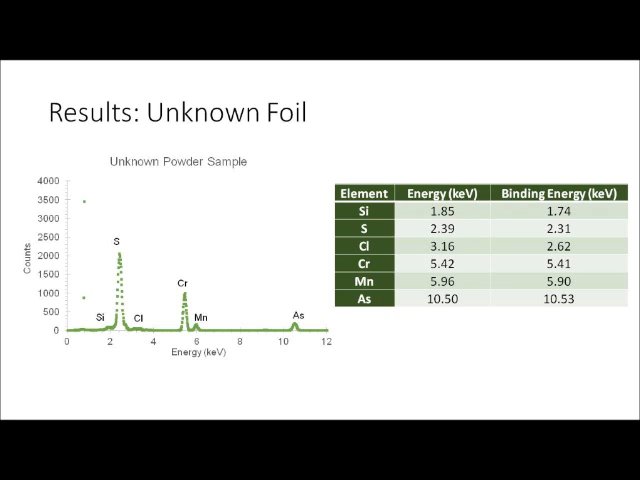 Results: Unknown Foil
Unknown Powder Sample
4000
3500
3000
2500
2000
1500
1000
500
0
Counts
S
Cr
Si
Cl
Mn
As
0 2 4 6 8 10 12
Energy (keV)
Element Energy (keV) Binding Energy (keV)
Si 1.85 1.74
S 2.39 2.31
Cl 3.16 2.62
Cr 5.42 5.41
Mn 5.96 5.90
As 10.50 10.53